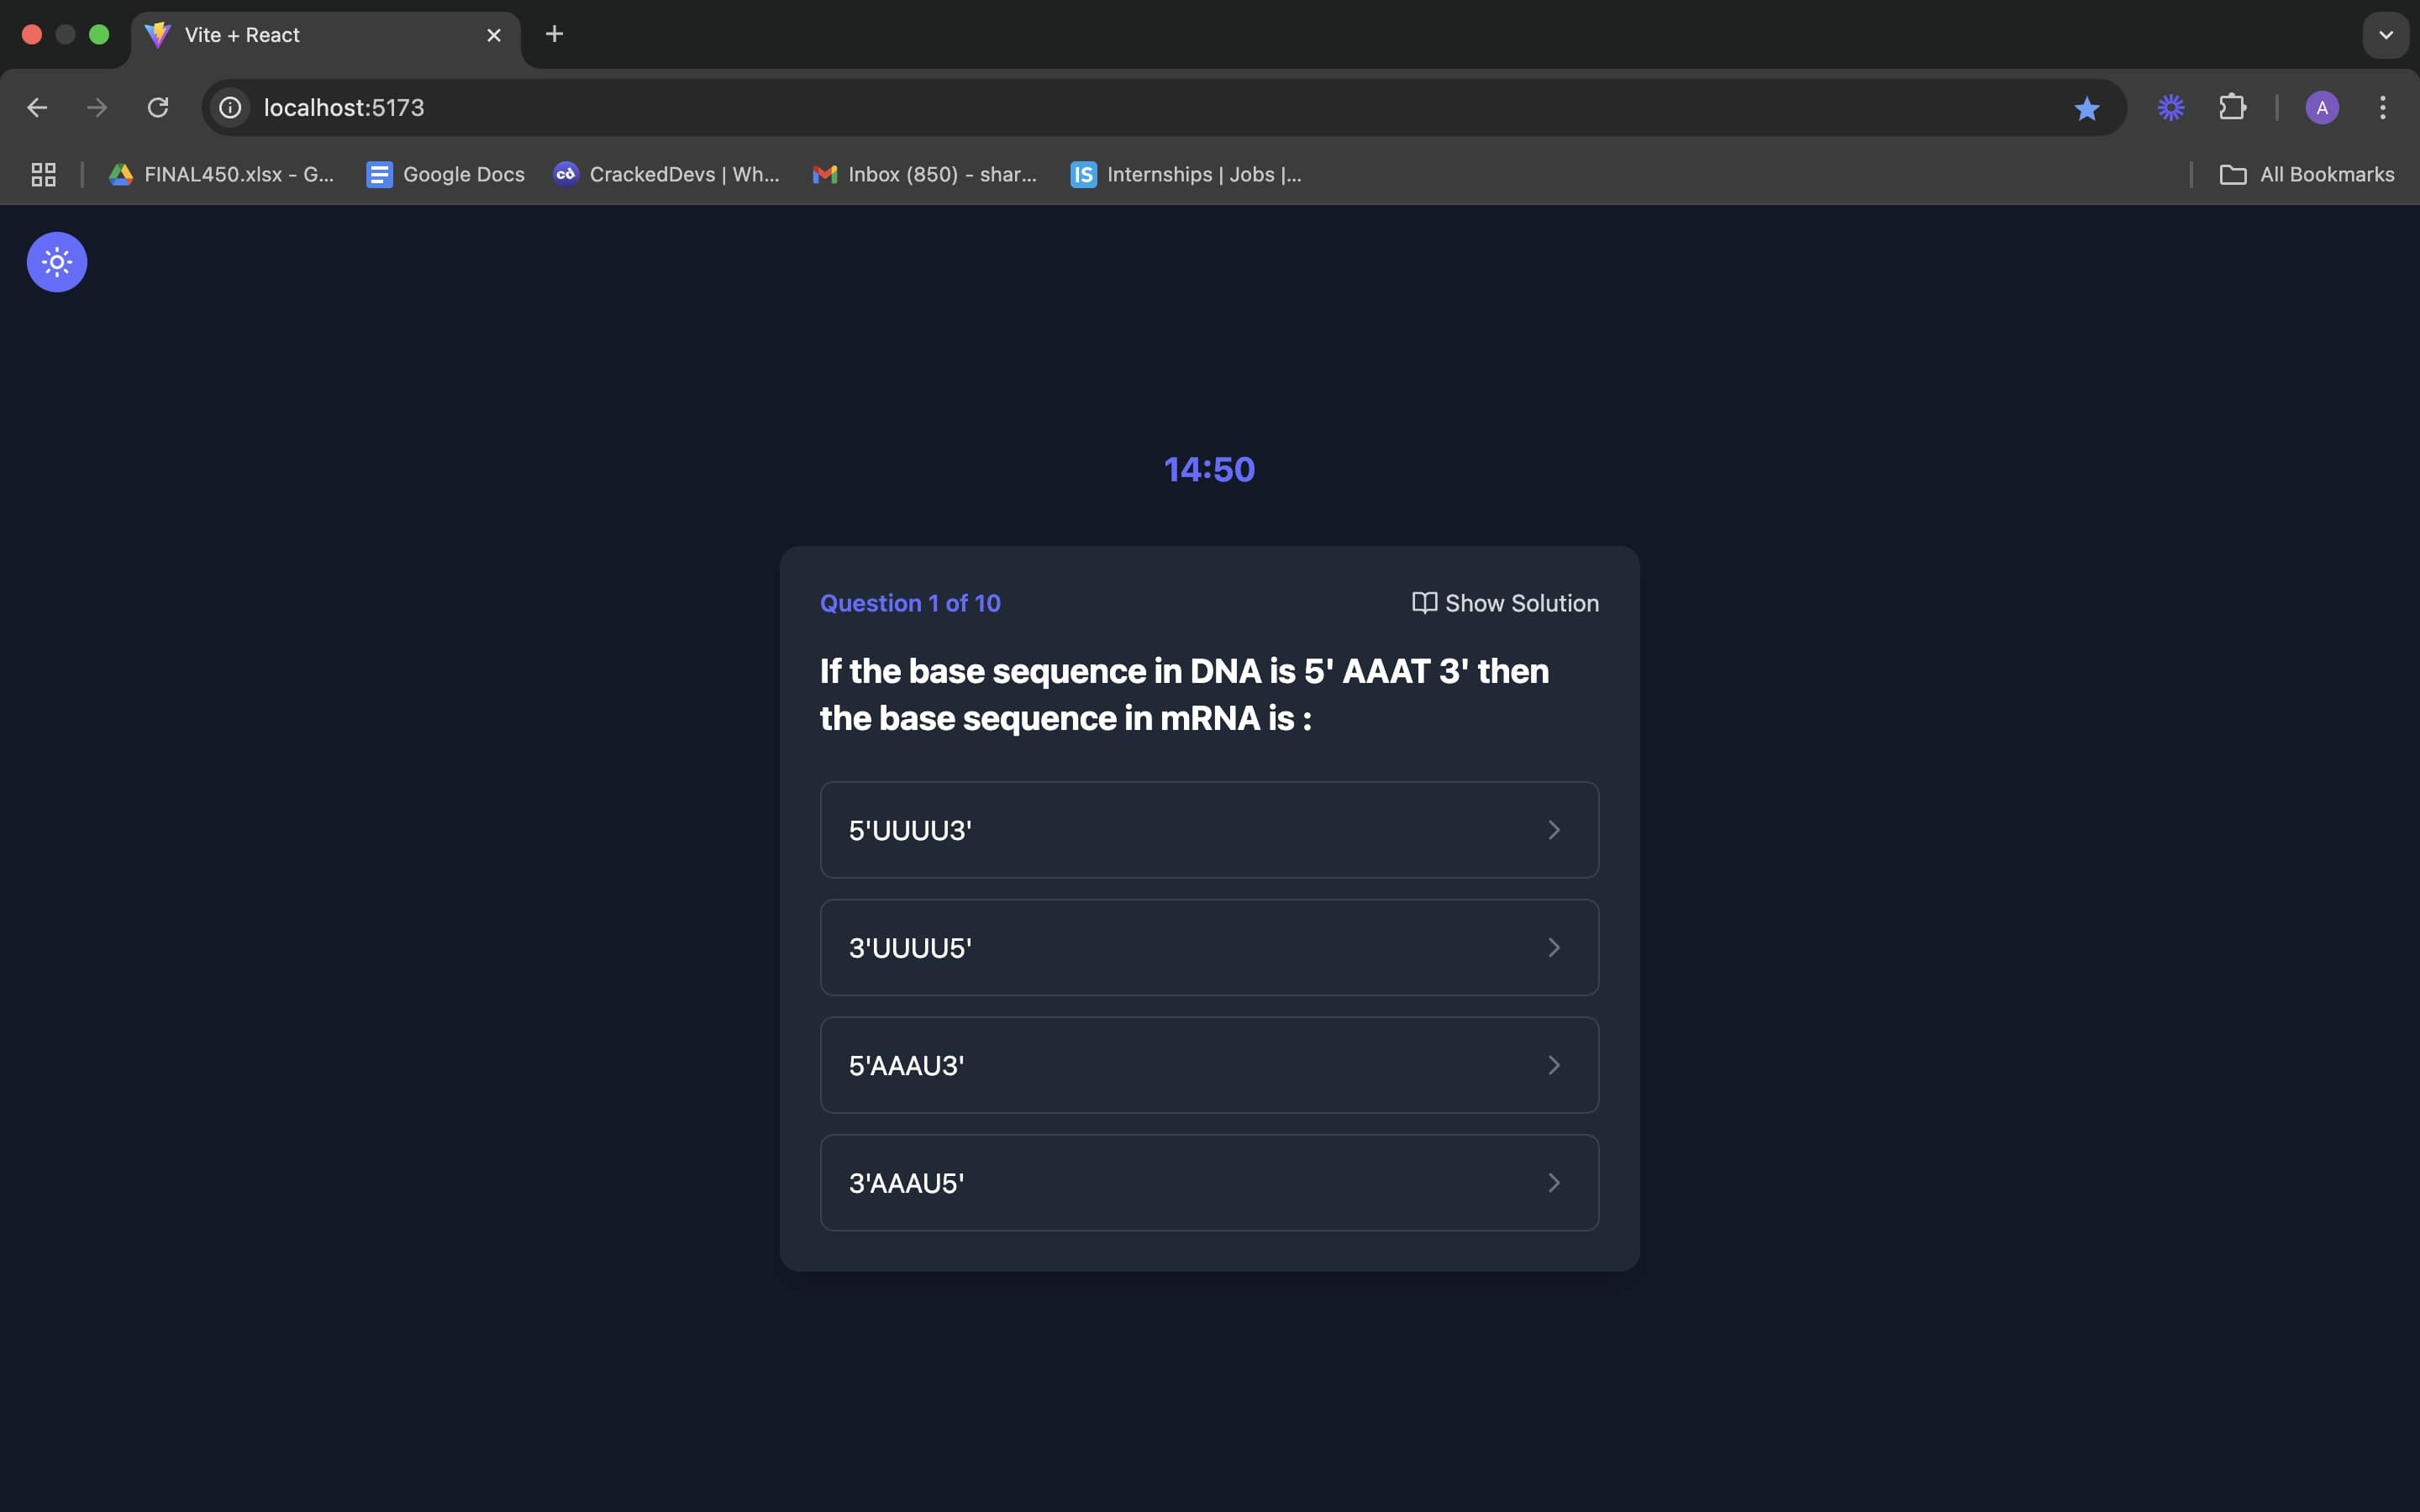 Vite + React
localhost:5173
FINAL450.xlsx - G...
Google Docs
cd
CrackedDevs | Wh...
Inbox (850) - shar...
IS
Internships | Jobs |...
All Bookmarks
A
14:50
Question 1 of 10
Show Solution
If the base sequence in DNA is 5' AAAT 3' then
the base sequence in mRNA is :
5'UUUU3'
3'UUUU5'
5'AAAU3'
3'AAAU5'